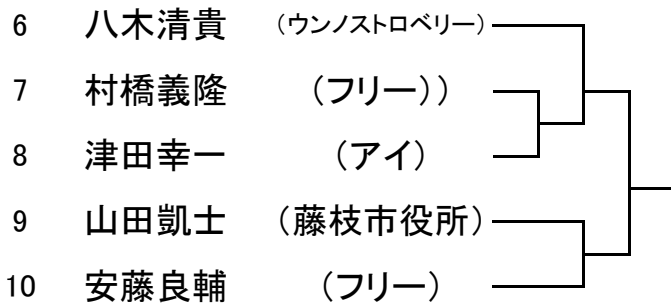 6 八木清貴 （ウンノストロベリー）
7 村橋義隆 （フリー））
8 津田幸一 （アイ）
9 山田凱士 （藤枝市役所）
10 安藤良輔 （フリー）